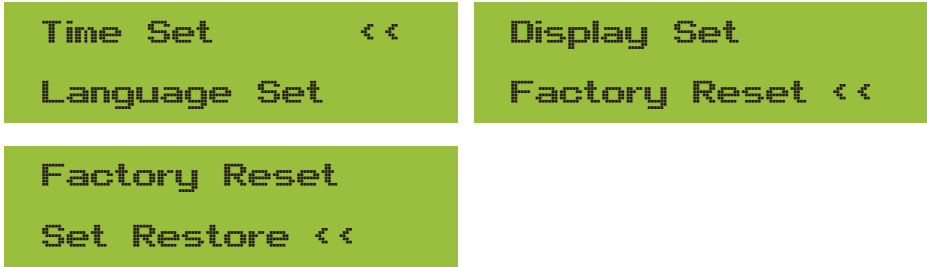 Time Set <<
Language Set
Display Set
Factory Reset <<
Factory Reset
Set Restore <<